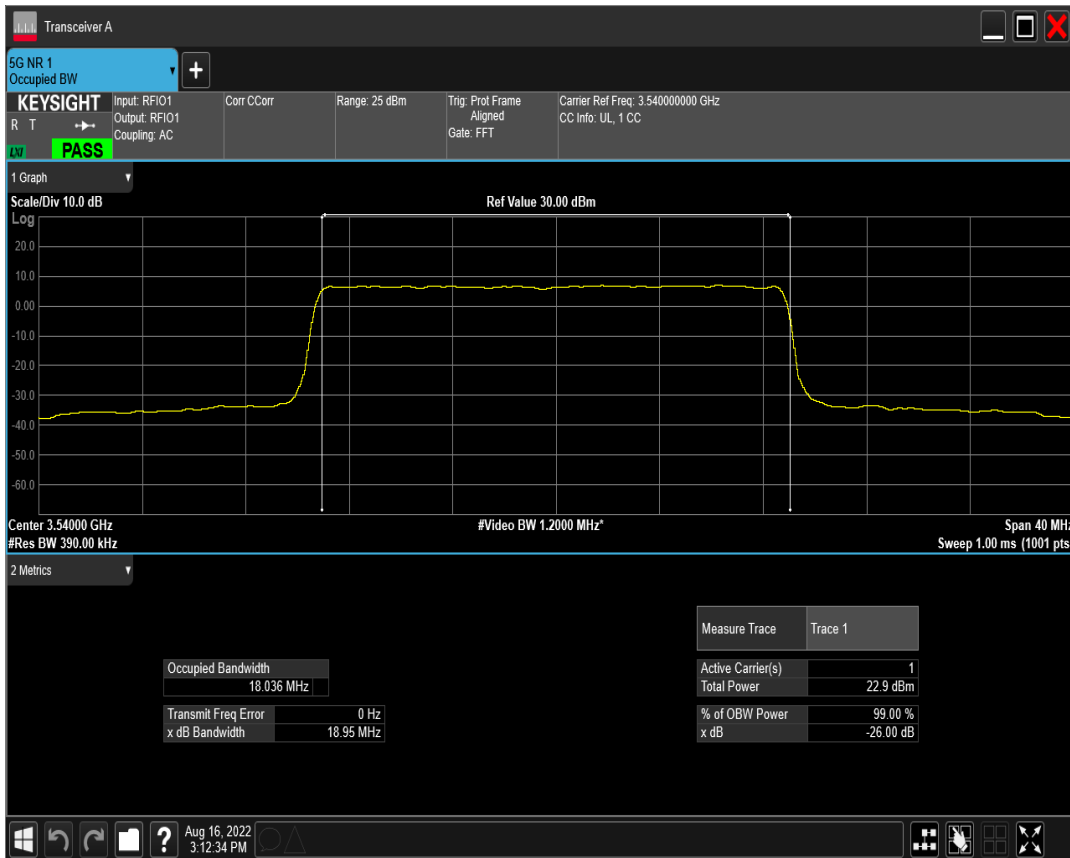 Transceiver A
5G NR 1
Occupied BW
KEYSIGHT
R T
LXI
PASS
Input: RFIO1
Output: RFIO1
Coupling: AC
Corr CCorr
Range: 25 dBm
Trig: Prot Frame
Aligned
Gate: FFT
Carrier Ref Freq: 3.540000000 GHz
CC Info: UL, 1 CC
1 Graph
Scale/Div 10.0 dB
Ref Value 30.00 dBm
Log
20.0
10.0
0.00
-10.0
-20.0
-30.0
-40.0
-50.0
-60.0
Center 3.54000 GHz
#Video BW 1.2000 MHz*
Span 40 MHz
#Res BW 390.00 kHz
Sweep 1.00 ms (1001 pts
2 Metrics
Measure Trace Trace 1
Occupied Bandwidth
18.036 MHz
Active Carrier(s) 1
Total Power 22.9 dBm
Transmit Freq Error 0 Hz
x dB Bandwidth 18.95 MHz
% of OBW Power 99.00 %
x dB -26.00 dB
?
Aug 16, 2022
3:12:34 PM